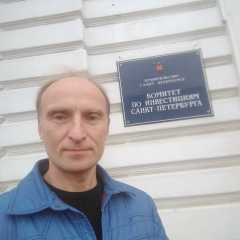 ПРАВИТЕЛЬСТВО
САНКТ-ПЕТЕРБУРГА
КОМИТЕТ
ПО ИНВЕСТИЦИЯМ
САНКТ-ПЕТЕРБУРГА